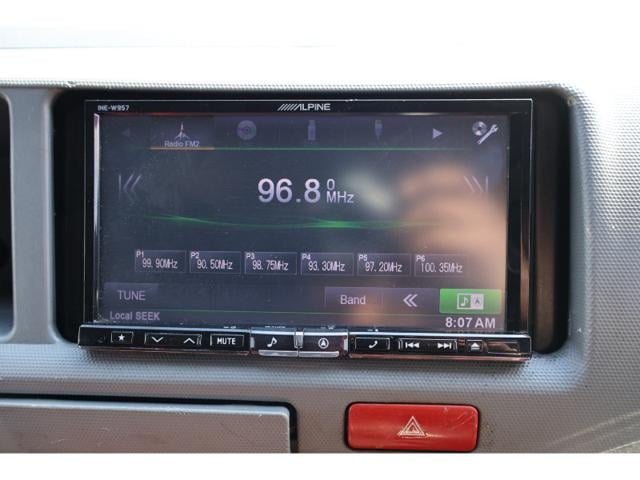 INE-W957
ALPINE
Radio FM2
96.80 MHz
P1 P2 P3 P4 P5 P6
99.90MHz 90.50MHz 98.75MHz 93.30MHz 97.20MHz 100.35MHz
TUNE Band
Local SEEK 8:07 AM
MUTE